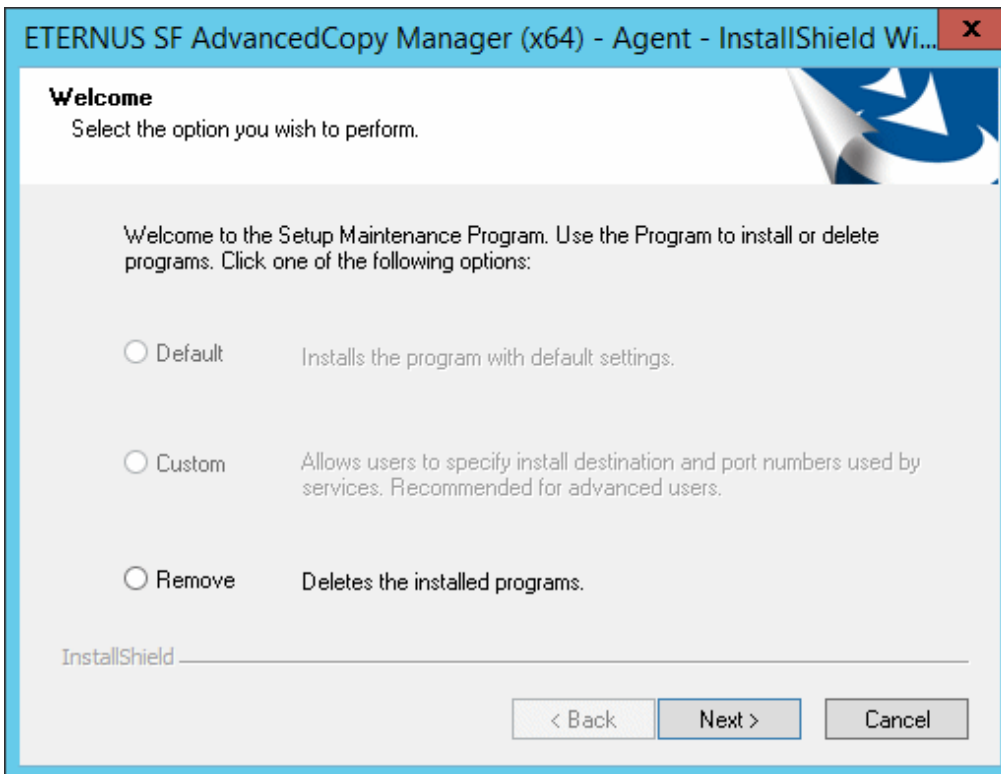 ETERNUS SF AdvancedCopy Manager (x64) - Agent - InstallShield Wi...
x
Welcome
Select the option you wish to perform.
Welcome to the Setup Maintenance Program. Use the Program to install or delete
programs. Click one of the following options:
Default
Installs the program with default settings.
Custom
Allows users to specify install destination and port numbers used by
services. Recommended for advanced users.
Remove
Deletes the installed programs.
InstallShield
< Back
Next >
Cancel